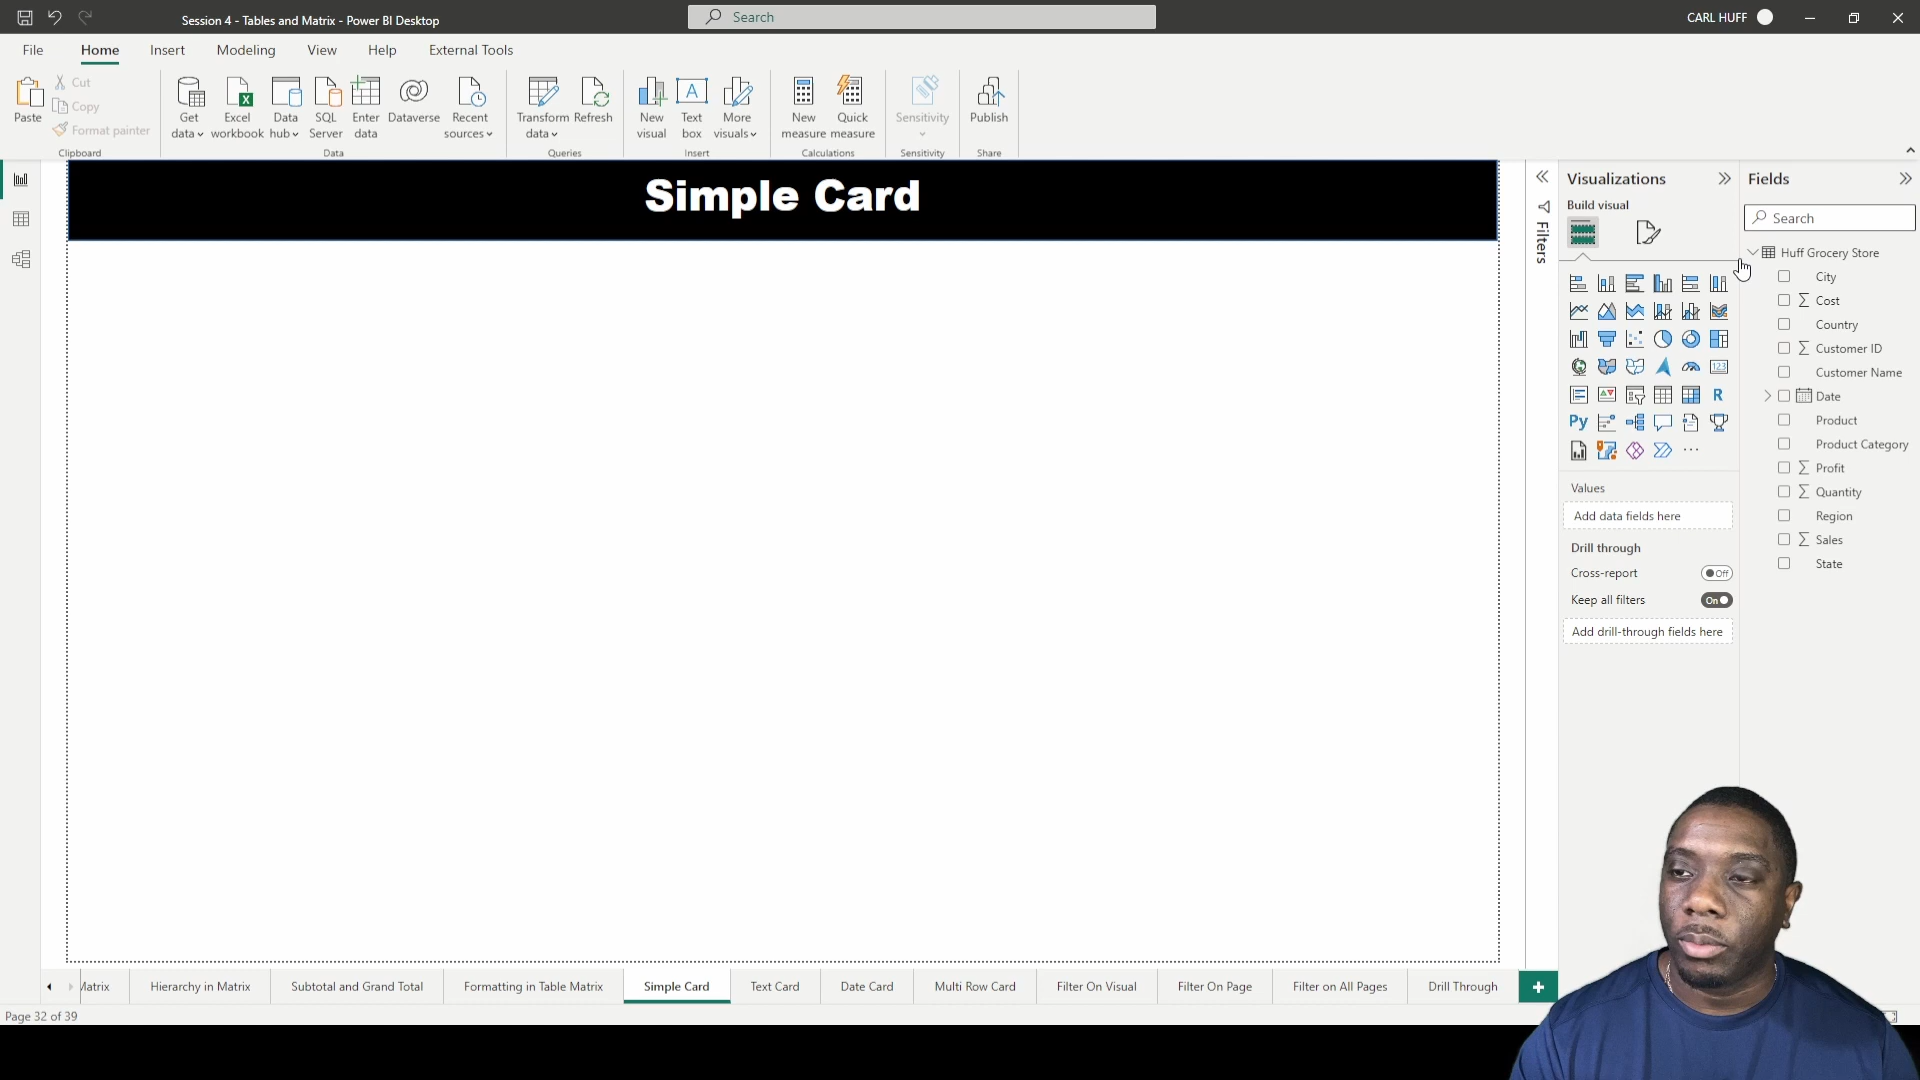 Session 4 - Tables and Matrix - Power BI Desktop
Search
CARL HUFF
File
Home
Insert
Modeling
View
Help
External Tools
Paste
Cut
Copy
Format painter
Clipboard
Get data
Excel workbook
Data hub
SQL Server
Enter data
Dataverse
Recent sources
Data
Transform data
Refresh
Queries
New visual
Text box
More visuals
Insert
New measure
Quick measure
Calculations
Sensitivity
Sensitivity
Publish
Share
Simple Card
Filters
Visualizations
Build visual
123
R
Py
Values
Add data fields here
Drill through
Cross-report
Off
Keep all filters
On
Add drill-through fields here
Fields
Search
Huff Grocery Store
City
Cost
Country
Customer ID
Customer Name
Date
Product
Product Category
Profit
Quantity
Region
Sales
State
Matrix
Hierarchy in Matrix
Subtotal and Grand Total
Formatting in Table Matrix
Simple Card
Text Card
Date Card
Multi Row Card
Filter On Visual
Filter On Page
Filter on All Pages
Drill Through
Page 32 of 39